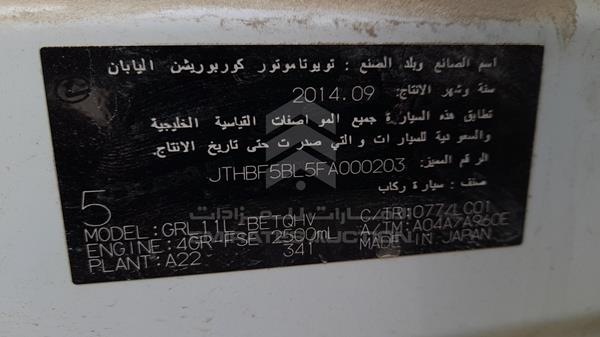 اسم الصانع وبلد الصنع : تويوتاموتور كوربوريشن اليابان
سنة وشهر الانتاج: 2014.09
تطابق هذه السيارة جميع المواصفات القياسية الخليجية
والسعودية للسيارات والتي صدرت حتى تاريخ الانتاج.
الرقم المميز: JTHBF5BL5FA000203
صنف : سيارة ركاب
5
MODEL: GRL11L-BETQHV C/TR: 077/LC01
ENGINE: 4GR-FSE 2500mL A/TM: A04A/A960E
341 MADE IN JAPAN
PLANT: A22